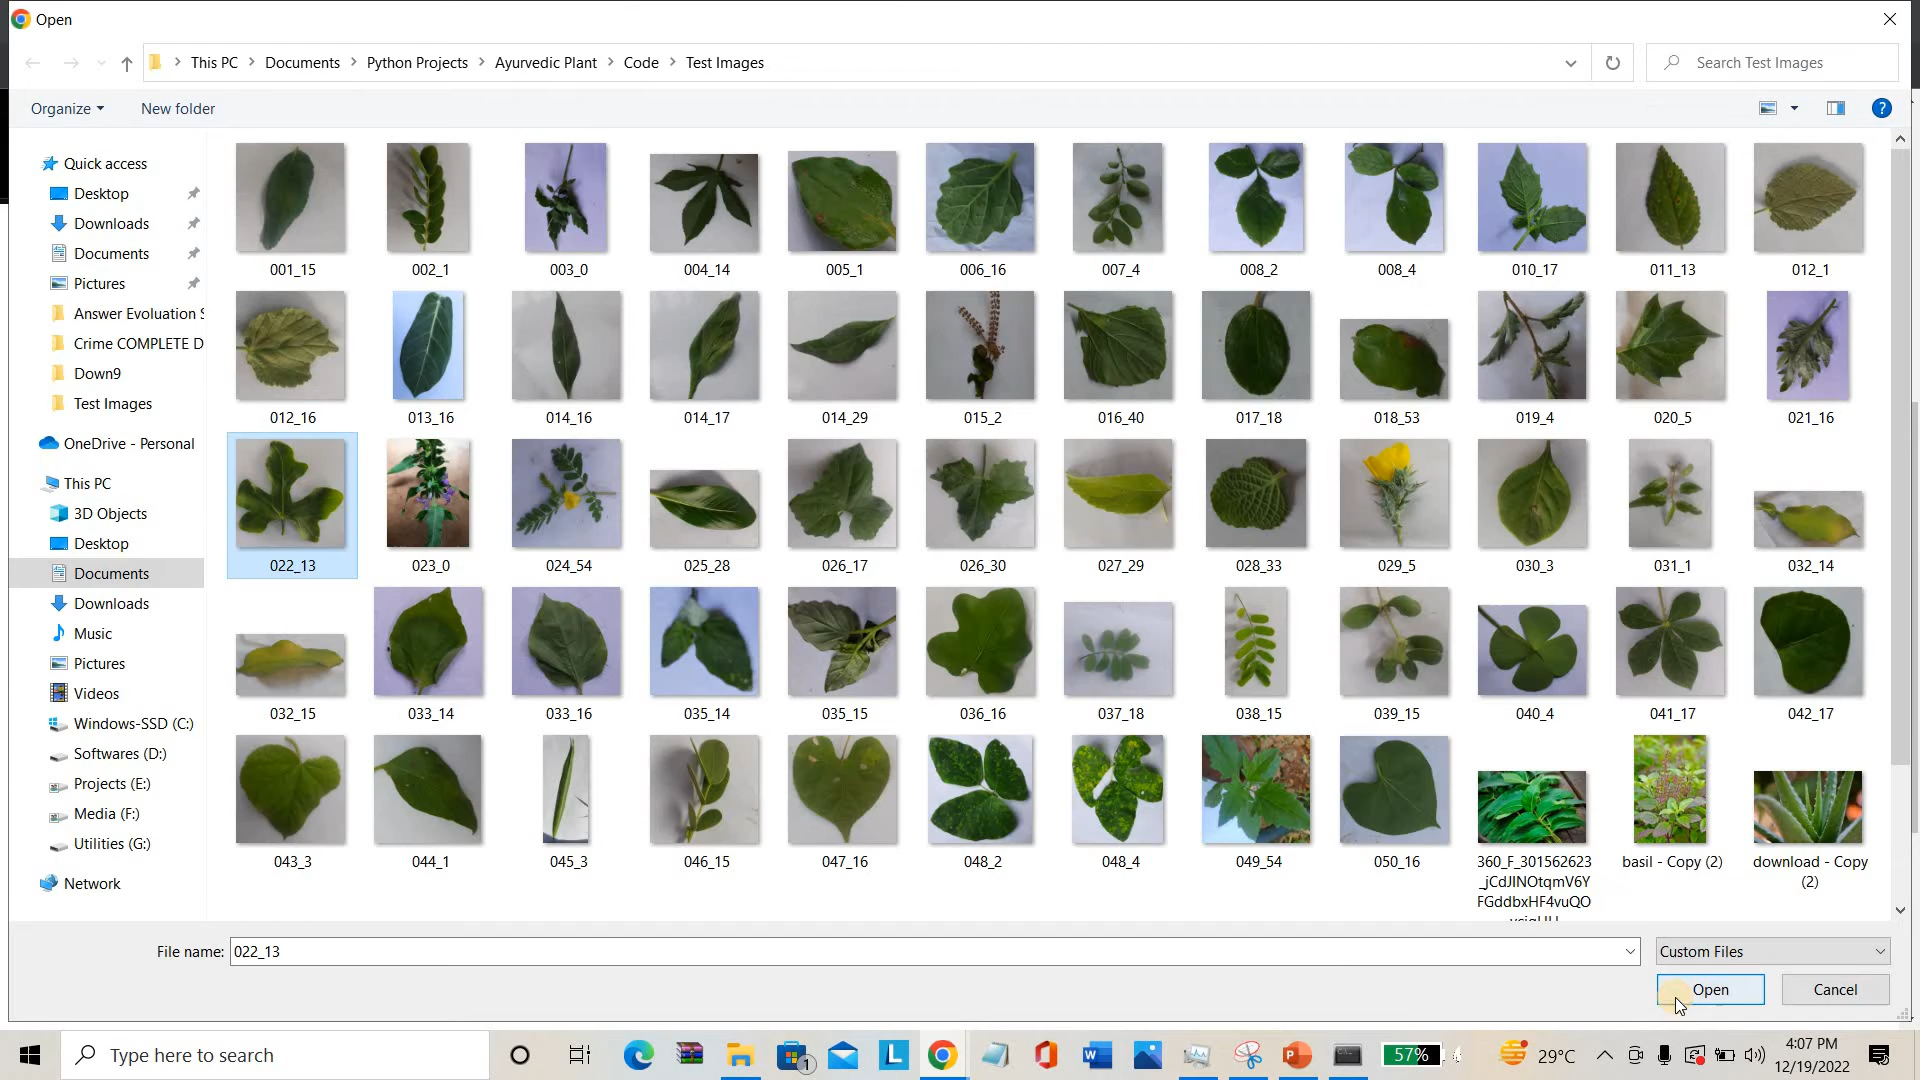 Open
This PC
Documents
Python Projects
Ayurvedic Plant
Code
Test Images
Search Test Images
Organize
New folder
Quick access
Desktop
Downloads
Documents
Pictures
Answer Evoluation S
Crime COMPLETE D
Down9
Test Images
OneDrive - Personal
This PC
3D Objects
Desktop
Documents
Downloads
Music
Pictures
Videos
Windows-SSD (C:)
Softwares (D:)
Projects (E:)
Media (F:)
Utilities (G:)
Network
001_15
002_1
003_0
004_14
005_1
006_16
007_4
008_2
008_4
010_17
011_13
012_1
012_16
013_16
014_16
014_17
014_29
015_2
016_40
017_18
018_53
019_4
020_5
021_16
022_13
023_0
024_54
025_28
026_17
026_30
027_29
028_33
029_5
030_3
031_1
032_14
032_15
033_14
033_16
035_14
035_15
036_16
037_18
038_15
039_15
040_4
041_17
042_17
043_3
044_1
045_3
046_15
047_16
048_2
048_4
049_54
050_16
360_F_301562623
_jCdJINOtqmV6Y
FGddbxHF4vuQO
basil - Copy (2)
download - Copy
(2)
File name:
022_13
Custom Files
Open
Cancel
Type here to search
1
57%
29°C
4:07 PM
12/19/2022